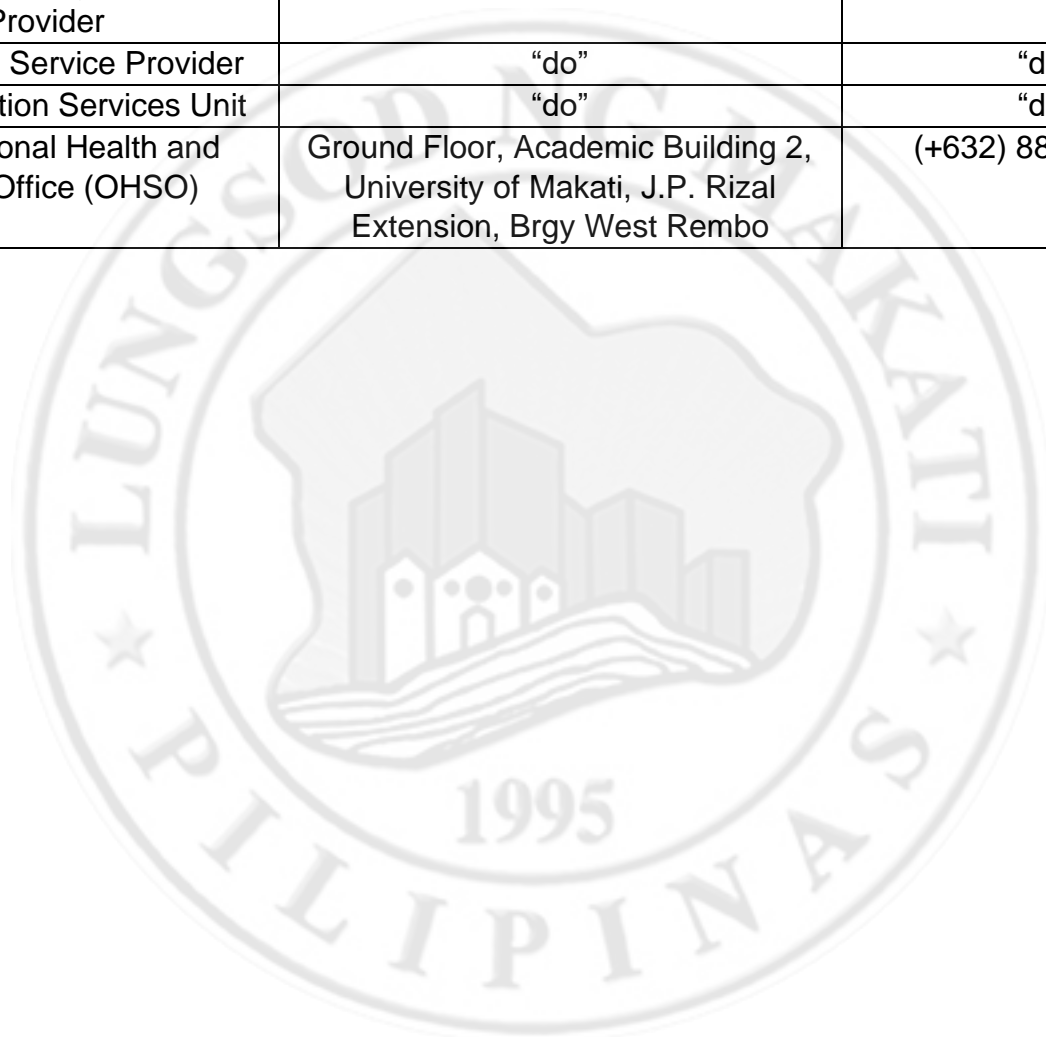 Provider
Service Provider “do” “d
tion Services Unit “do” “d
onal Health and Ground Floor, Academic Building 2, (+632) 88
Office (OHSO) University of Makati, J.P. Rizal
Extension, Brgy West Rembo
LUNGSOD NG MAKATI
1995
PILIPINAS